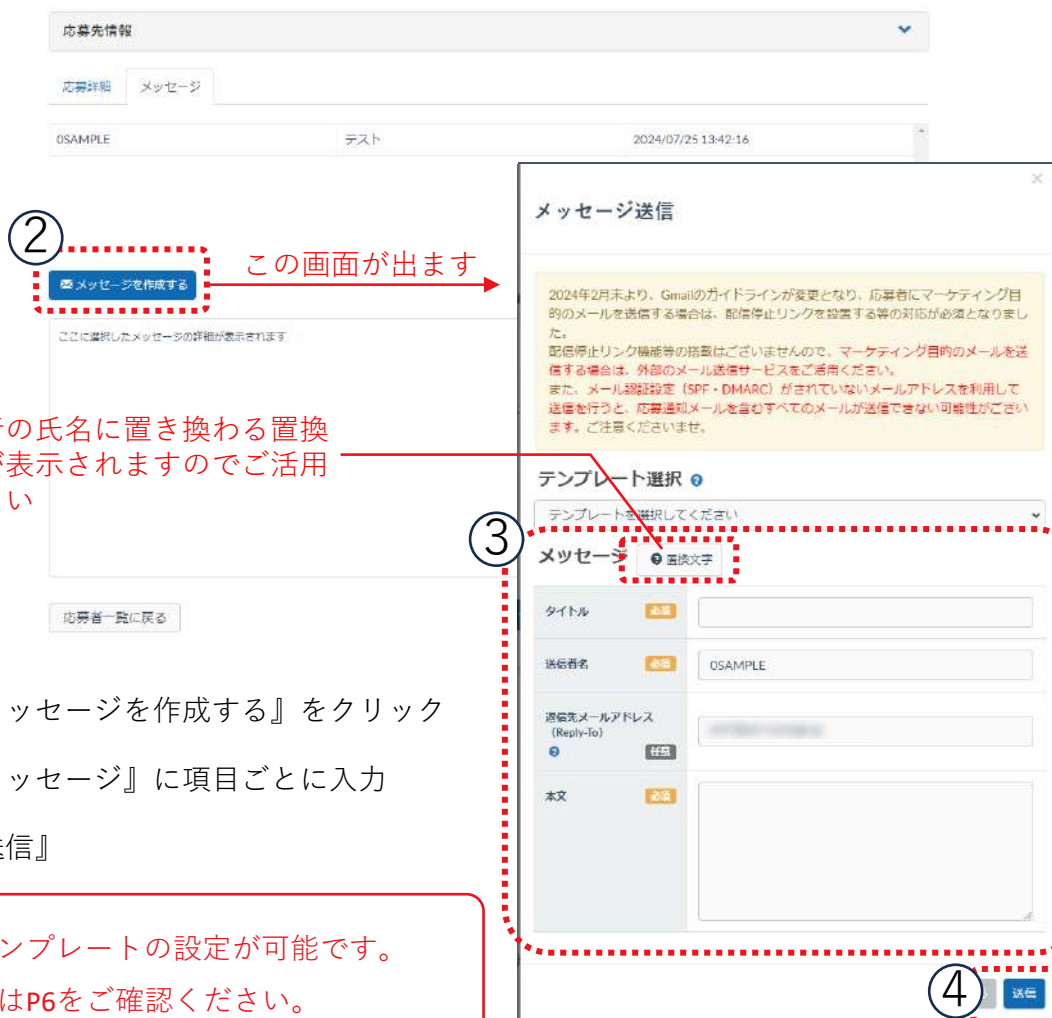 応募先情報
応募詳細 メッセージ
0SAMPLE テスト 2024/07/25 13:42:16
②
メッセージを作成する
この画面が出ます
ここに選択したメッセージの詳細が表示されます
の氏名に置き換わる置換
が表示されますのでご活用
い
応募者一覧に戻る
ッセージを作成する』をクリック
ッセージ』に項目ごとに入力
信』
ンプレートの設定が可能です。
はP6をご確認ください。
メッセージ送信
×
2024年2月末より、Gmailのガイドラインが変更となり、応募者にマーケティング目
的のメールを送信する場合は、配信停止リンクを設置する等の対応が必須となりまし
た。
配信停止リンク機能等の搭載はございませんので、マーケティング目的のメールを送
信する場合は、外部のメール送信サービスをご活用ください。
また、メール認証設定（SPF・DMARC）がされていないメールアドレスを利用して
送信を行うと、応募通知メールを含むすべてのメールが送信できない可能性がござい
ます。ご注意くださいませ。
テンプレート選択
テンプレートを選択してください
③
メッセージ 置換文字
タイトル 必須
送信者名 必須 0SAMPLE
返信先メールアドレス
（Reply-To）
任意
本文 必須
④
送信